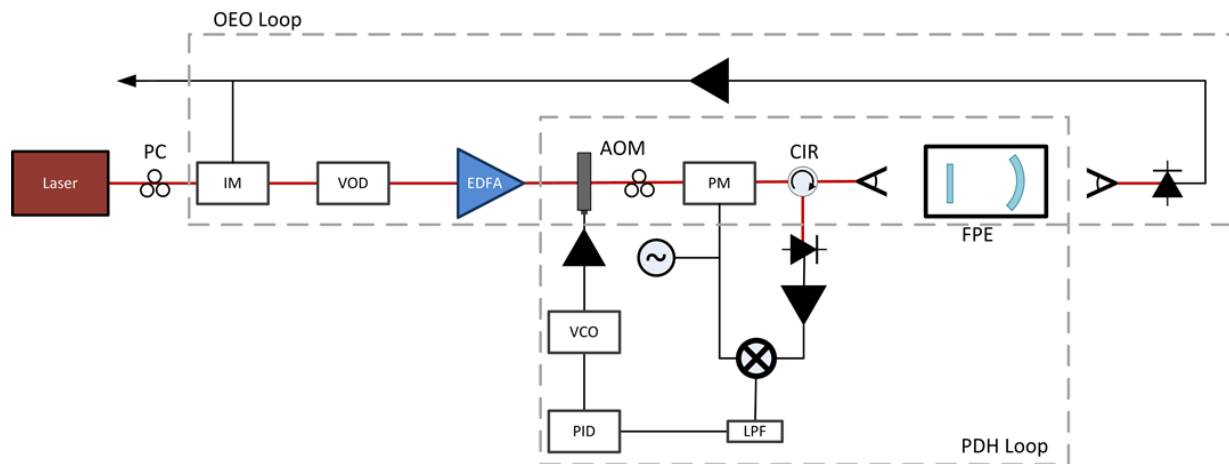 OEO Loop
PC
AOM
CIR
Laser
IM
VOD
EDFA
PM
FPE
VCO
PID
LPF
PDH Loop